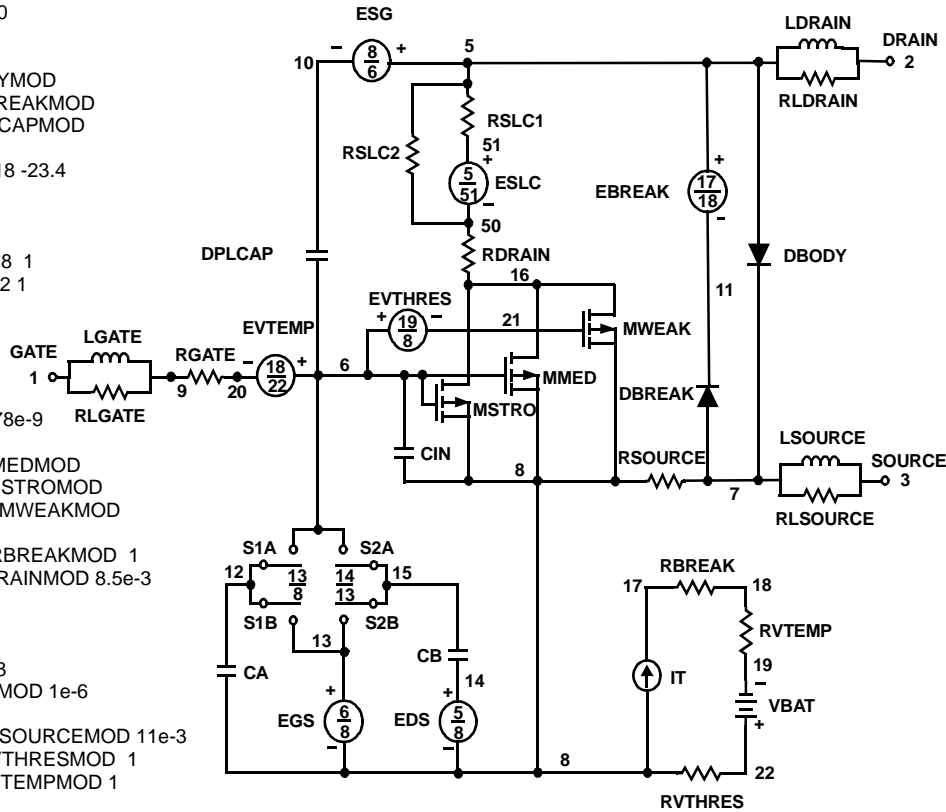 0
YMOD
REAKMOD
CAPMOD
18 -23.4
8 1
2 1
78e-9
MEDMOD
STROMOD
MWEAKMOD
RBREAKMOD 1
RAINMOD 8.5e-3
8
MOD 1e-6
SOURCEMOD 11e-3
VTHRESMOD 1
TEMPMOD 1
ESG
LDRAIN
DRAIN
10
-
8
6
+
5
2
RLDRAIN
RSLC1
51
RSLC2
+
5
51
ESLC
-
EBREAK
+
17
18
-
50
DPLCAP
RDRAIN
DBODY
16
11
EVTHRES
+
19
8
-
21
MWEAK
EVTEMP
LGATE
GATE
RGATE
-
18
22
+
6
1
9
20
RLGATE
MMED
MSTRO
DBREAK
CIN
LSOURCE
RSOURCE
SOURCE
8
7
3
RLSOURCE
S1A
S2A
12
13
8
14
13
15
S1B
S2B
13
RBREAK
17
18
RVTEMP
CA
CB
14
IT
19
-
VBAT
+
EGS
+
6
8
-
EDS
+
5
8
-
8
22
RVTHRES